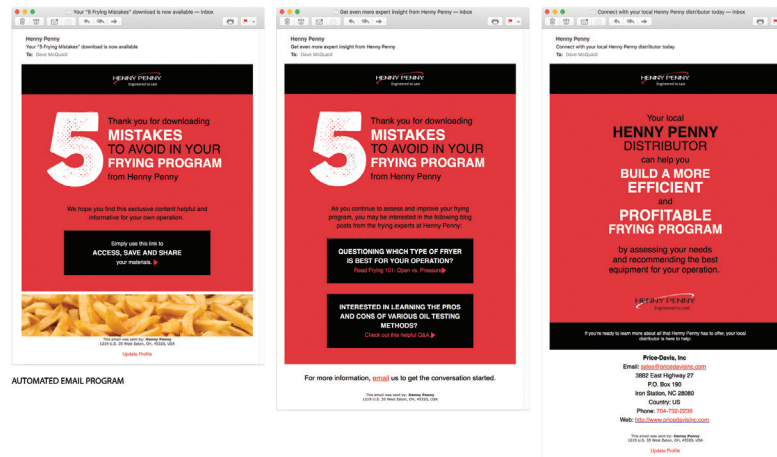 Your "5 Frying Mistakes" download is now available — Inbox
Henny Penny
Your "5 Frying Mistakes" download is now available
To: Dave McQuaid
HENNY PENNY
Engineered to Last
5
Thank you for downloading
MISTAKES
TO AVOID IN YOUR
FRYING PROGRAM
from Henny Penny
We hope you find this exclusive content helpful and
informative for your own operation.
Simply use this link to
ACCESS, SAVE AND SHARE
your materials.
This email was sent by: Henny Penny
1219 U.S. 35 West Eaton, OH, 45320, USA
Update Profile
AUTOMATED EMAIL PROGRAM
Get even more expert insight from Henny Penny — Inbox
Henny Penny
Get even more expert insight from Henny Penny
To: Dave McQuaid
HENNY PENNY
Engineered to Last
5
Thank you for downloading
MISTAKES
TO AVOID IN YOUR
FRYING PROGRAM
from Henny Penny
As you continue to assess and improve your frying
program, you may be interested in the following blog
posts from the frying experts at Henny Penny:
QUESTIONING WHICH TYPE OF FRYER
IS BEST FOR YOUR OPERATION?
Read Frying 101: Open vs. Pressure
INTERESTED IN LEARNING THE PROS
AND CONS OF VARIOUS OIL TESTING
METHODS?
Check out this helpful Q&A.
For more information, email us to get the conversation started.
This email was sent by: Henny Penny
1219 U.S. 35 West Eaton, OH, 45320, USA
Connect with your local Henny Penny distributor today — Inbox
Henny Penny
Connect with your local Henny Penny distributor today
To: Dave McQuaid
HENNY PENNY
Engineered to Last
Your local
HENNY PENNY
DISTRIBUTOR
can help you
BUILD A MORE
EFFICIENT
and
PROFITABLE
FRYING PROGRAM
by assessing your needs
and recommending the best
equipment for your operation.
HENNY PENNY
Engineered to Last
If you're ready to learn more about all that Henny Penny has to offer, your local
distributor is here to help:
Price-Davis, Inc
Email: sales@pricedavisinc.com
3882 East Highway 27
P.O. Box 190
Iron Station, NC 28080
Country: US
Phone: 704-732-2236
Web: http://www.pricedavisinc.com
This email was sent by: Henny Penny
1219 U.S. 35 West Eaton, OH, 45320, USA
Update Profile